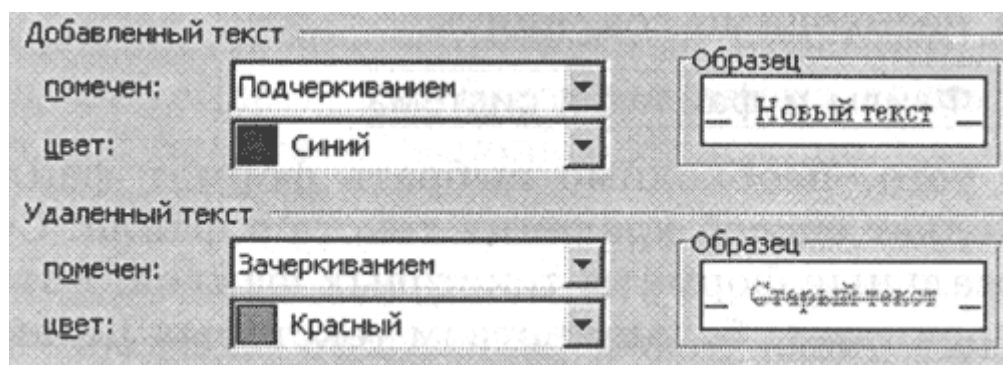 Добавленный текст
помечен: Подчеркиванием
цвет: Синий
Образец
Новый текст
Удаленный текст
помечен: Зачеркиванием
цвет: Красный
Образец
Старый текст